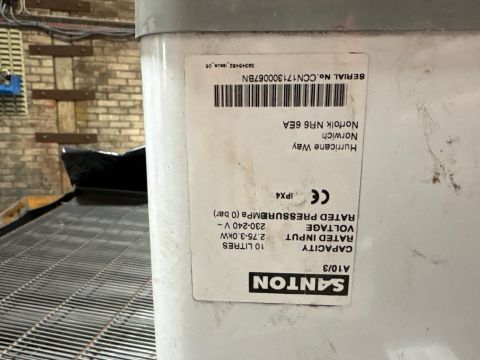 SANTON
A10/3
CAPACITY 10 LITRES
RATED INPUT 2.75-3.0kW
VOLTAGE 230-240 V ~
RATED PRESSURE MPa (0 bar)
CE IPX4
Hurricane Way
Norwich
Norfolk NR6 6EA
SERIAL No. CCN1713000067BN